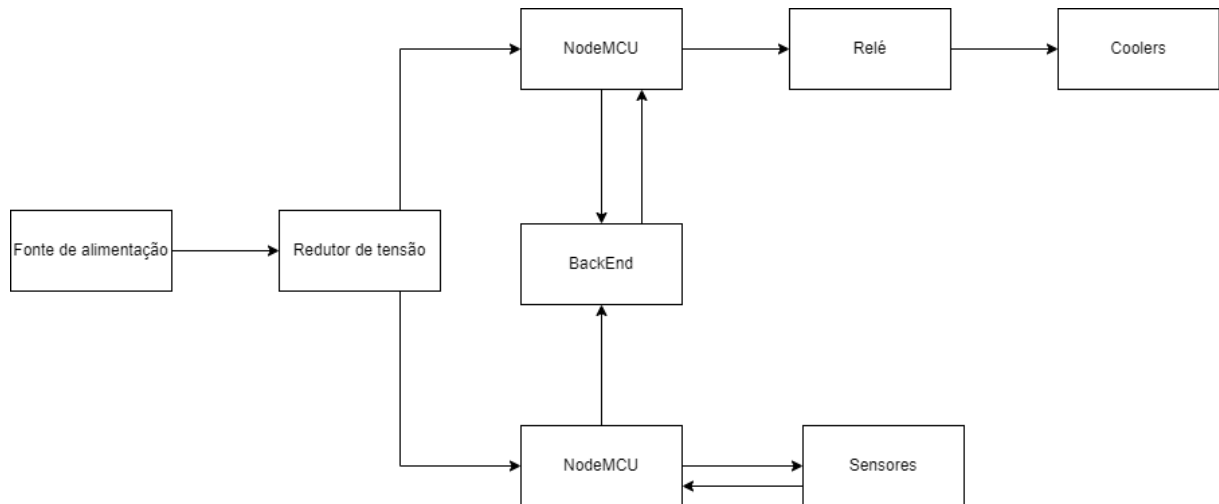 NodeMCU
Relé
Coolers
Fonte de alimentação
Redutor de tensão
BackEnd
NodeMCU
Sensores